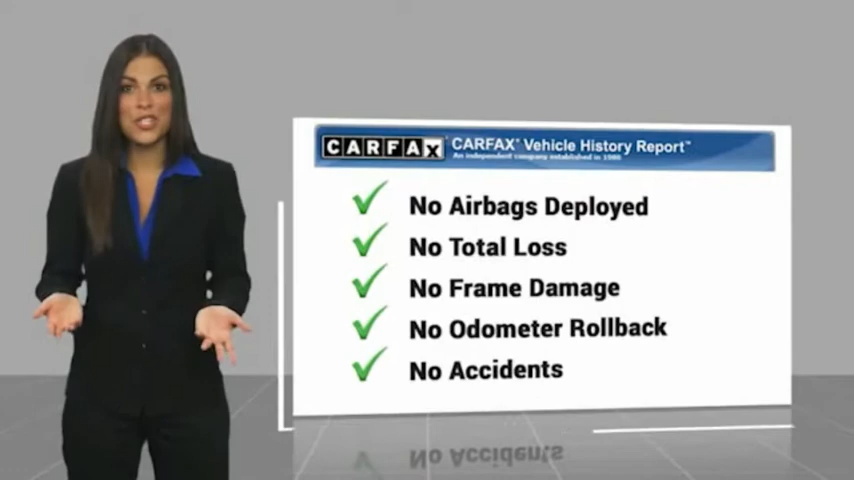 CARFAX CARFAX® Vehicle History Report™
An independent company established in 1986
No Airbags Deployed
No Total Loss
No Frame Damage
No Odometer Rollback
No Accidents
No Accidents